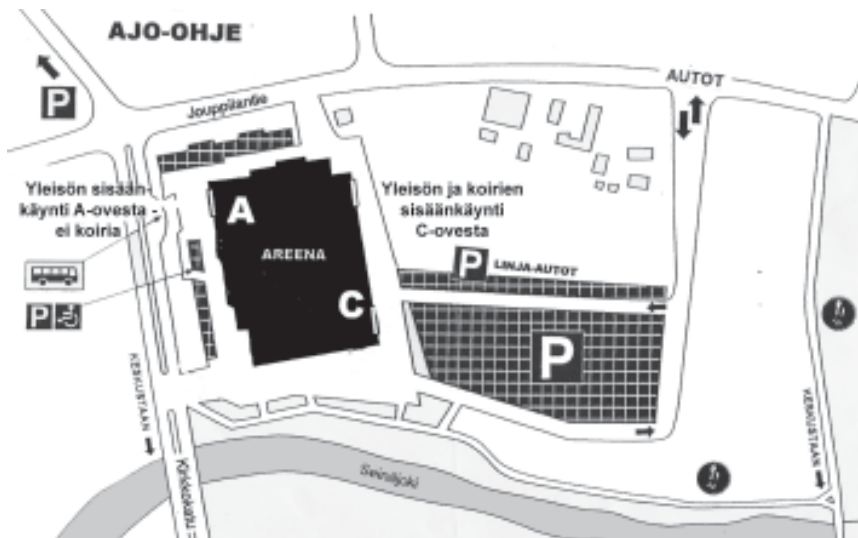 AJO-OHJE
AUTOT
P
Jouppilantie
Yleisön sisään-
käynti A-ovesta -
ei koiria
A
AREENA
C
Yleisön ja koirien
sisäänkäynti
C-ovesta
P LINJA-AUTOT
P
P
KESKUSTAAN
KESKUSTAAN
Kirkkokatu
Seinäjoki